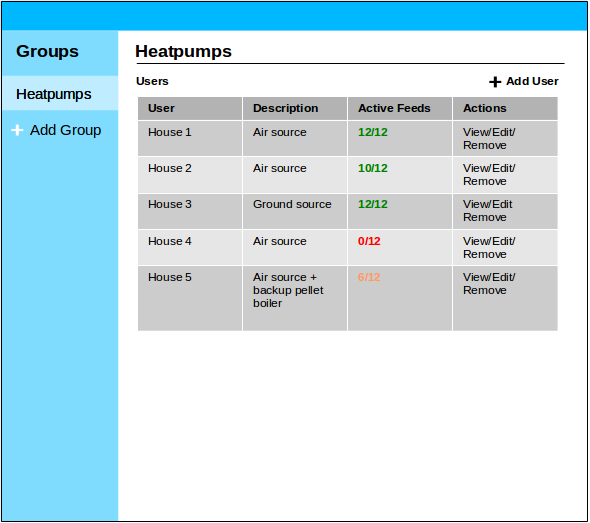 Groups
Heatpumps
Add Group
Heatpumps
Users
Add User
User Description Active Feeds Actions
House 1 Air source 12/12 View/Edit/
Remove
House 2 Air source 10/12 View/Edit/
Remove
House 3 Ground source 12/12 View/Edit
Remove
House 4 Air source 0/12 View/Edit/
Remove
House 5 Air source + 6/12 View/Edit/
backup pellet Remove
boiler